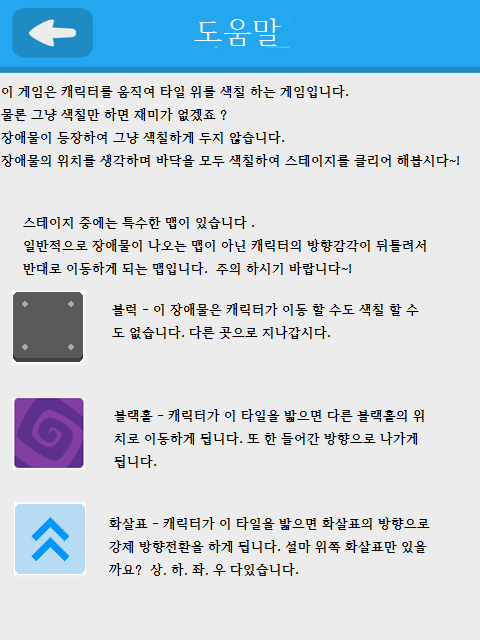 도움말
이 게임은 캐릭터를 움직여 타일 위를 색칠 하는 게임입니다.
물론 그냥 색칠만 하면 재미가 없겠죠 ?
장애물이 등장하여 그냥 색칠하게 두지 않습니다.
장애물의 위치를 생각하며 바닥을 모두 색칠하여 스테이지를 클리어 해봅시다~!
스테이지 중에는 특수한 맵이 있습니다 .
일반적으로 장애물이 나오는 맵이 아닌 캐릭터의 방향감각이 뒤틀려서
반대로 이동하게 되는 맵입니다. 주의 하시기 바랍니다~!
블럭 - 이 장애물은 캐릭터가 이동 할 수도 색칠 할 수
도 없습니다. 다른 곳으로 지나갑시다.
블랙홀 - 캐릭터가 이 타일을 밟으면 다른 블랙홀의 위
치로 이동하게 됩니다. 또 한 들어간 방향으로 나가게
됩니다.
화살표 - 캐릭터가 이 타일을 밟으면 화살표의 방향으로
강제 방향전환을 하게 됩니다. 설마 위쪽 화살표만 있을
까요? 상. 하. 좌. 우 다있습니다.